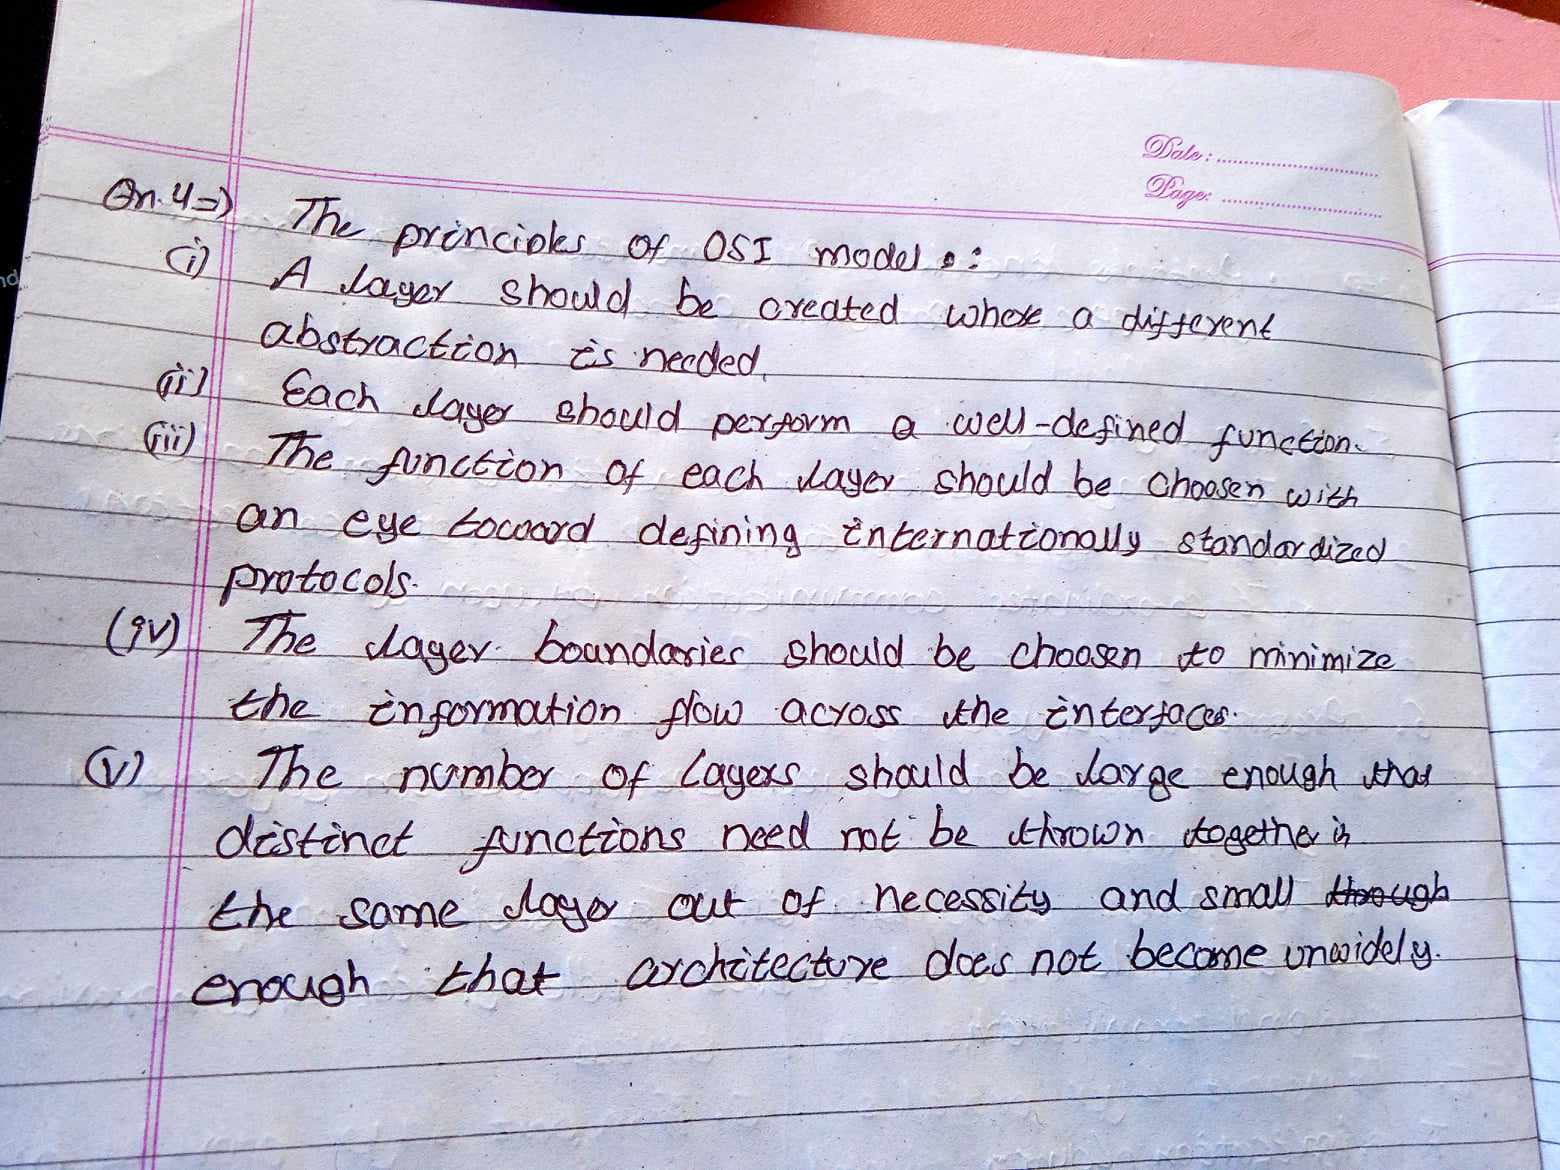 Date: ....................
Page: ....................
Qn. 4 => The principles of OSI model :
(i) A layer should be created where a different
abstraction is needed.
(ii) Each layer should perform a well-defined function.
(iii) The function of each layer should be choosen with
an eye toward defining internationally standardized
protocols.
(iv) The layer boundaries should be choosen to minimize
the information flow across the interfaces.
(v) The number of layers should be large enough that
distinct functions need not be thrown together in
the same layer out of necessity and small though
enough that architecture does not become unwidely.